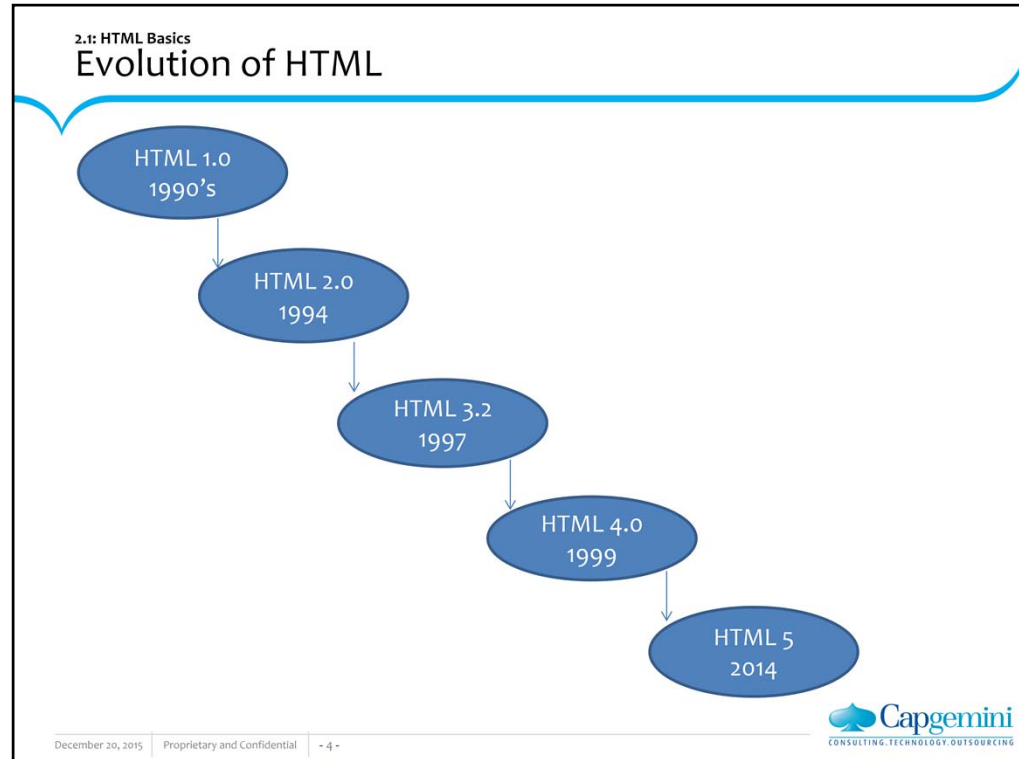 2.1: HTML Basics
Evolution of HTML
HTML 1.0
1990’s
HTML 2.0
1994
HTML 3.2
1997
HTML 4.0
1999
HTML 5
2014
December 20, 2015 Proprietary and Confidential - 4 -
Capgemini
CONSULTING.TECHNOLOGY.OUTSOURCING